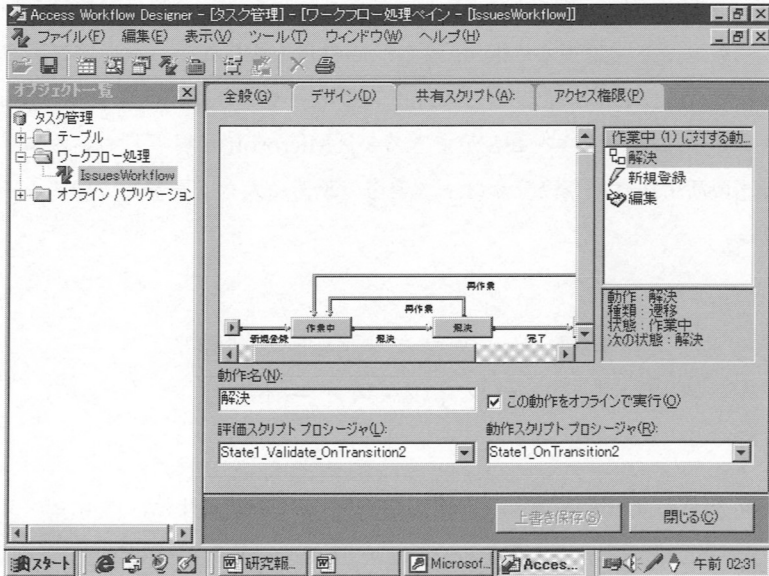 Access Workflow Designer - [タスク管理] - [ワークフロー処理ペイン - [IssuesWorkflow]]
ファイル(F) 編集(E) 表示(V) ツール(T) ウィンドウ(W) ヘルプ(H)
オブジェクト一覧
タスク管理
テーブル
ワークフロー処理
IssuesWorkflow
オフライン パブリケーション
全般(G) デザイン(D) 共有スクリプト(A): アクセス権限(P)
作業中 (1) に対する動...
解決
新規登録
編集
再作業
再作業
作業中 解決
新規登録 解決 完了
動作 : 解決
種類 : 遷移
状態 : 作業中
次の状態 : 解決
動作名(N):
解決
この動作をオフラインで実行(O)
評価スクリプト プロシージャ(L): 動作スクリプト プロシージャ(R):
State1_Validate_OnTransition2 State1_OnTransition2
上書き保存(S) 閉じる(C)
スタート 研究報... Microsof... Acces... 午前 02:31